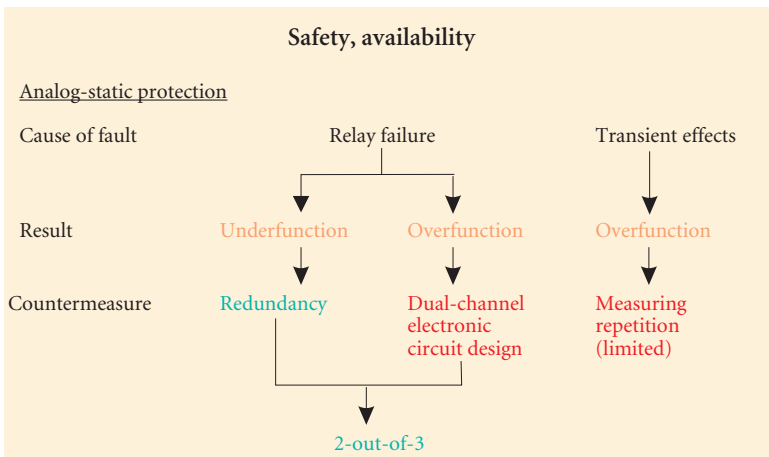 Safety, availability
Analog-static protection
Cause of fault
Relay failure
Transient effects
Result
Underfunction
Overfunction
Overfunction
Countermeasure
Redundancy
Dual-channel
electronic
circuit design
Measuring
repetition
(limited)
2-out-of-3